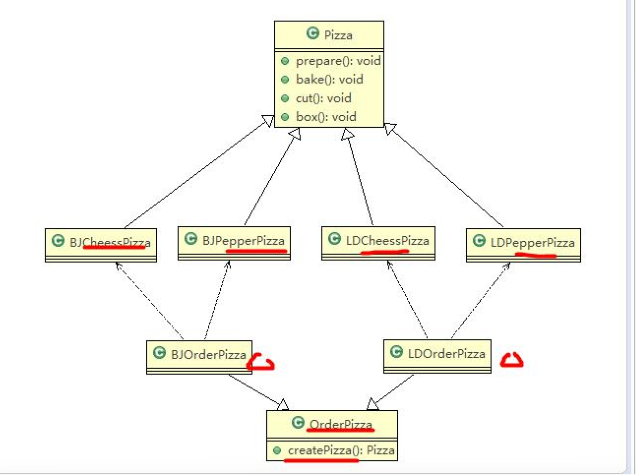 C Pizza
prepare(): void
bake(): void
cut(): void
box(): void
C BJCheessPizza
C BJPepperPizza
C LDCheessPizza
C LDPepperPizza
C BJOrderPizza
C LDOrderPizza
C OrderPizza
createPizza(): Pizza